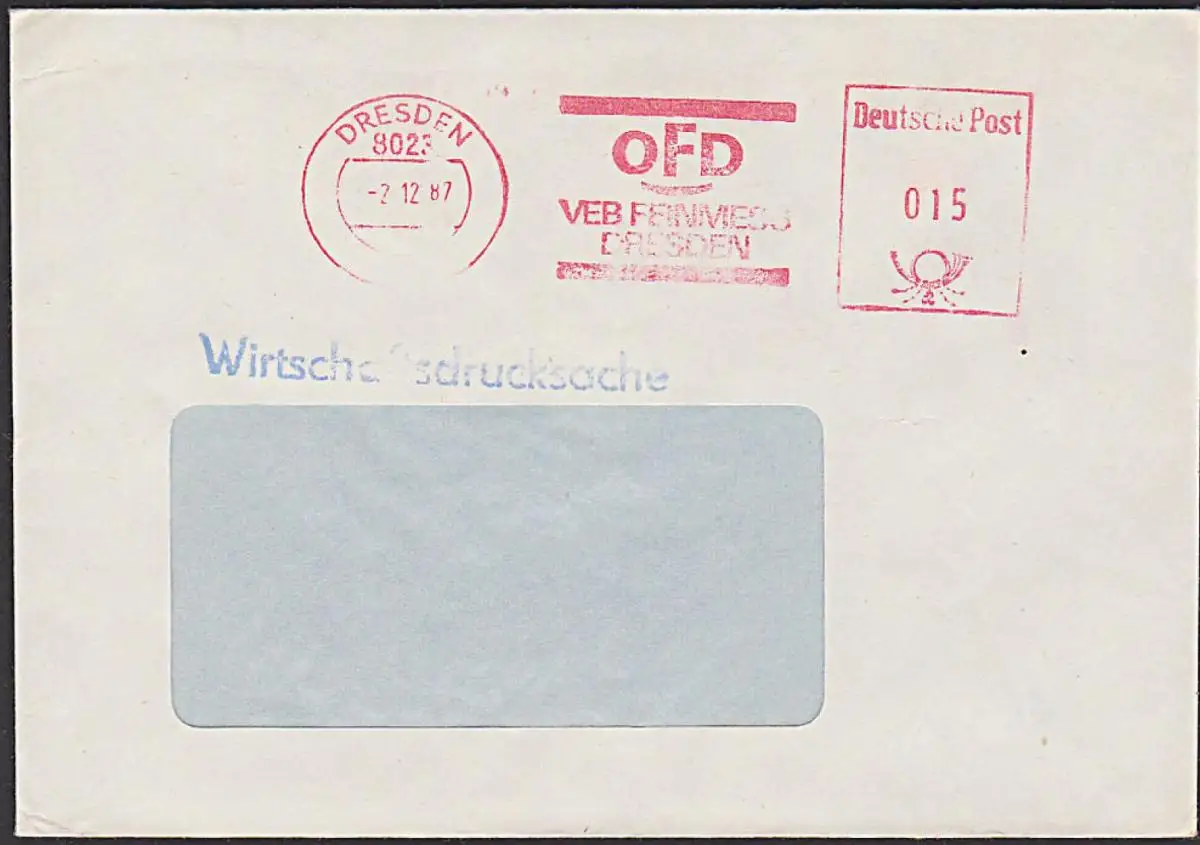 DRESDEN
8023
-2.12.87
OFD
VEB FEINMESS
DRESDEN
Deutsche Post
015
Wirtschaftsdrucksache